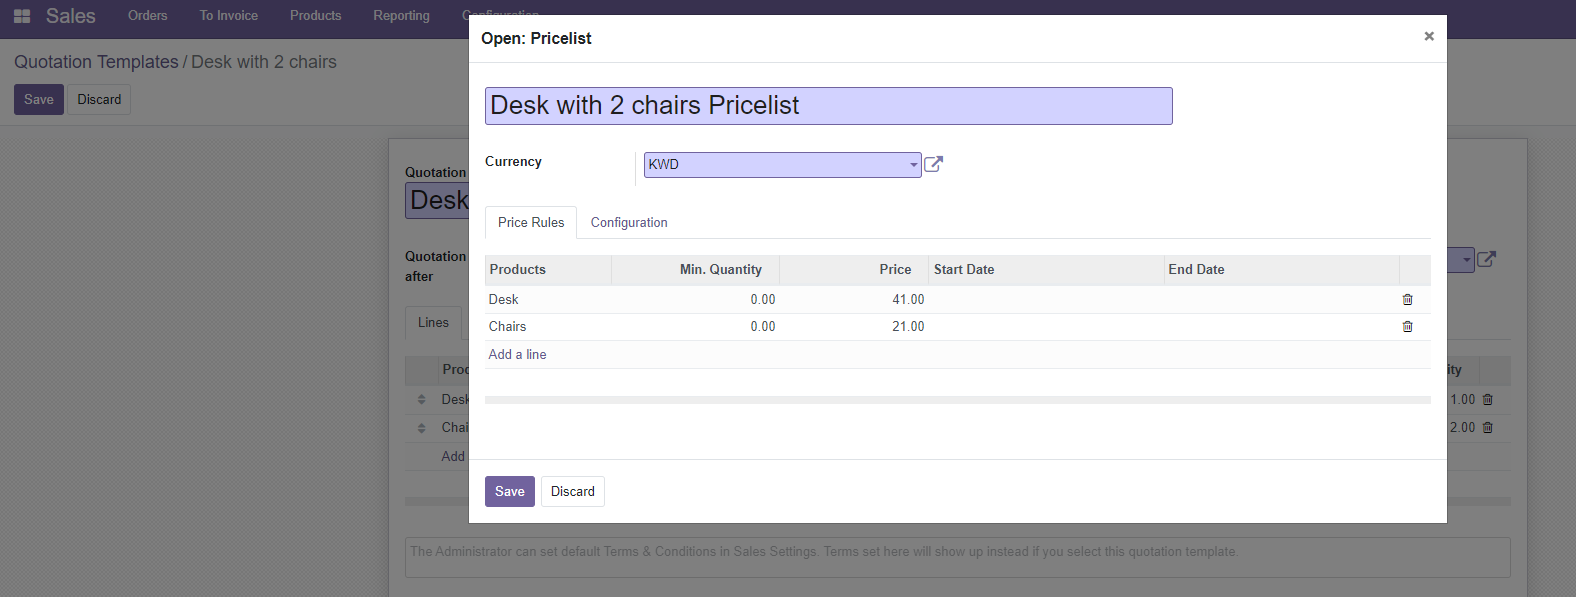 Sales Orders To Invoice Products Reporting Configuration
Open: Pricelist ×
Quotation Templates / Desk with 2 chairs
Save Discard
Desk with 2 chairs Pricelist
Currency KWD
Quotation
Desk
Price Rules Configuration
Quotation
after
Products Min. Quantity Price Start Date End Date
Desk 0.00 41.00
Chairs 0.00 21.00
Add a line
Lines
Desk 1.00
2.00
Add
Save Discard
The Administrator can set default Terms & Conditions in Sales Settings. Terms set here will show up instead if you select this quotation template.